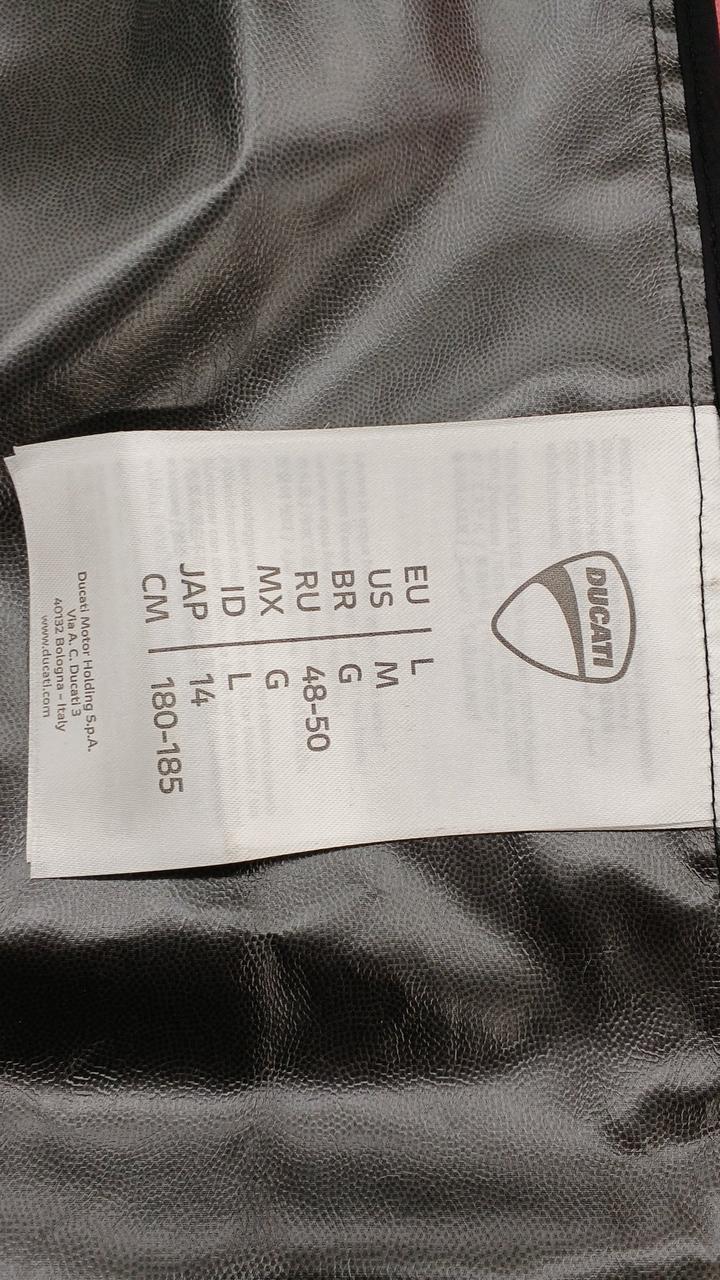 DUCATI
EU L
US M
BR G
RU 48-50
MX G
ID L
JAP 14
CM 180-185
Ducati Motor Holding S.p.A.
Via A. C. Ducati 3
40132 Bologna - Italy
www.ducati.com